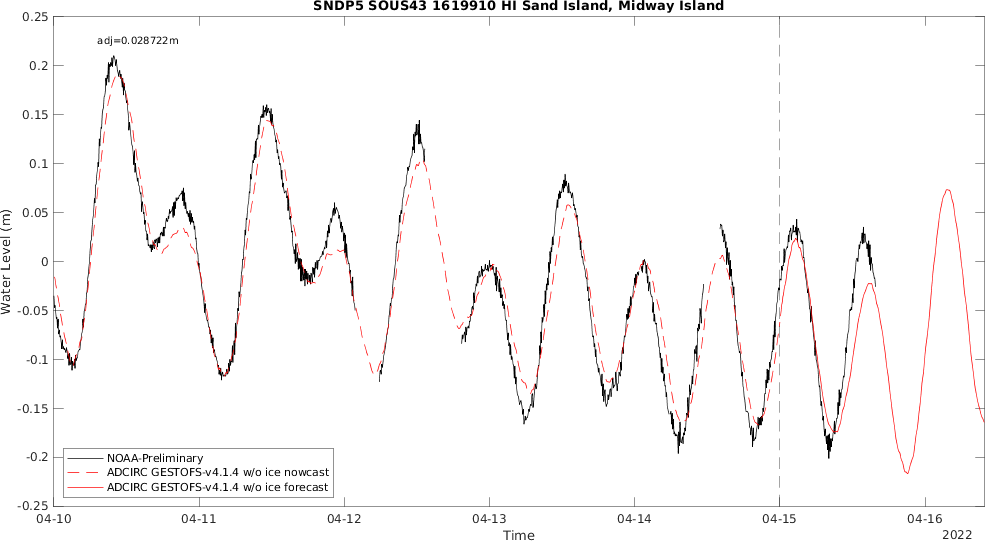 SNDP5 SOUS43 1619910 HI Sand Island, Midway Island
adj=0.028722m
0.25
0.2
0.15
0.1
0.05
0
-0.05
-0.1
-0.15
-0.2
-0.25
Water Level (m)
NOAA-Preliminary
ADCIRC GESTOFS-v4.1.4 w/o ice nowcast
ADCIRC GESTOFS-v4.1.4 w/o ice forecast
04-10 04-11 04-12 04-13 04-14 04-15 04-16
Time
2022